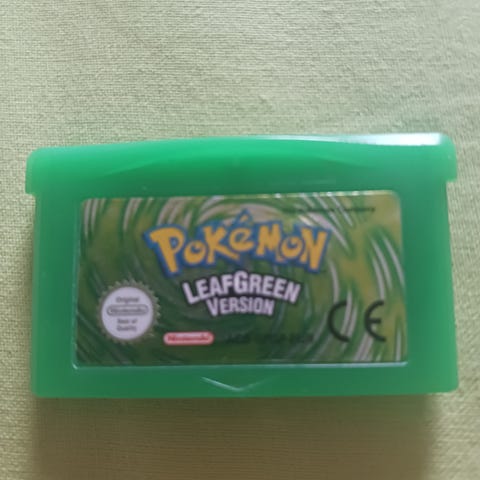 POKéMON
LEAFGREEN
VERSION
Original
Nintendo
Seal of
Quality
Nintendo
CE